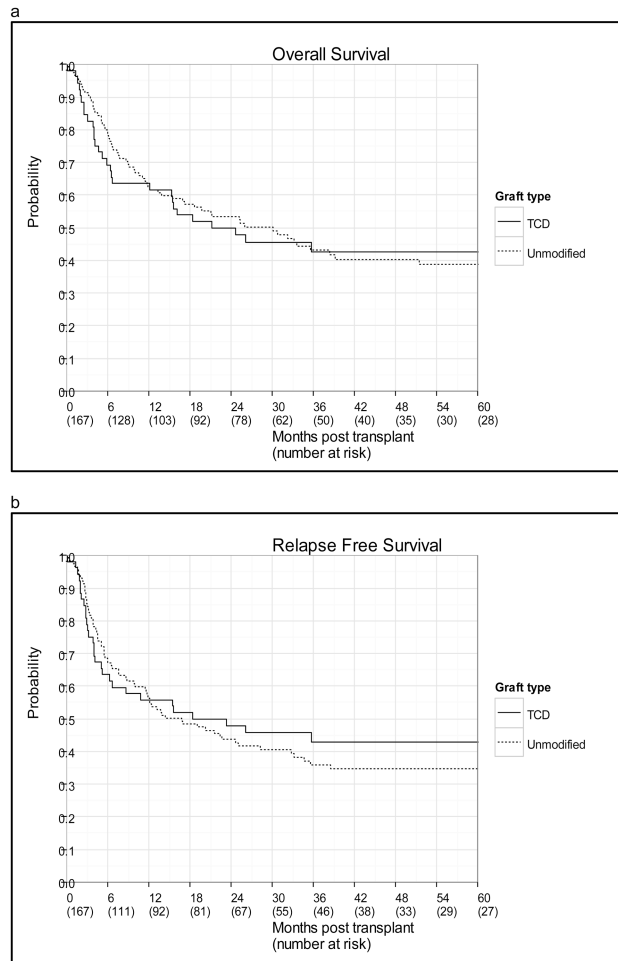 a
Overall Survival
1.0
0.9
0.8
0.7
0.6
0.5
0.4
0.3
0.2
0.1
0.0
Probability
0 6 12 18 24 30 36 42 48 54 60
(167) (128) (103) (92) (78) (62) (50) (40) (35) (30) (28)
Months post transplant
(number at risk)
Graft type
TCD
Unmodified
b
Relapse Free Survival
1.0
0.9
0.8
0.7
0.6
0.5
0.4
0.3
0.2
0.1
0.0
Probability
0 6 12 18 24 30 36 42 48 54 60
(167) (111) (92) (81) (67) (55) (46) (38) (33) (29) (27)
Months post transplant
(number at risk)
Graft type
TCD
Unmodified